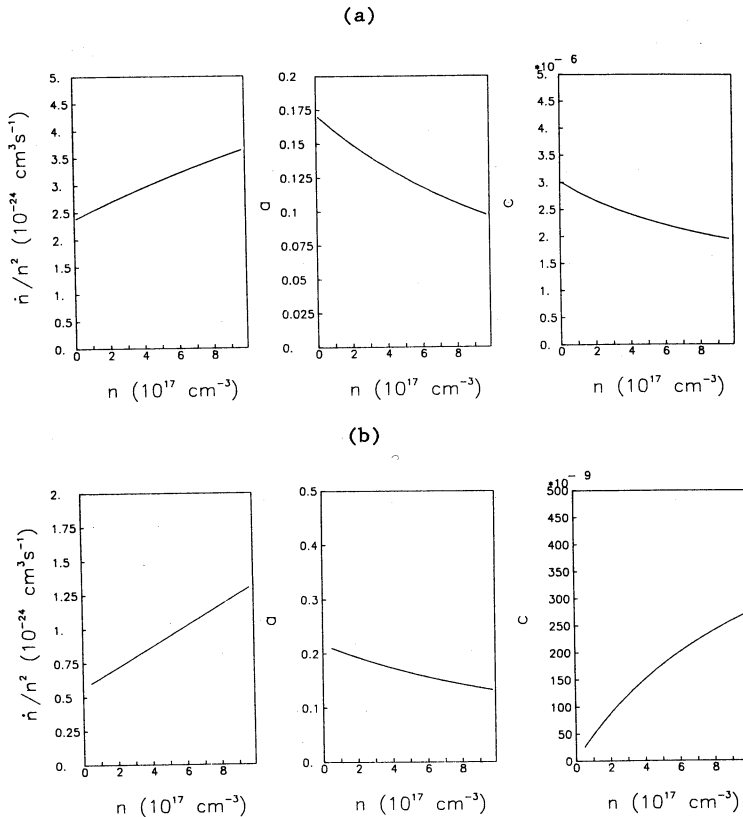 (a)
ṅ/n² (10⁻²⁴ cm³s⁻¹)
5.
4.5
4.
3.5
3.
2.5
2.
1.5
1.
0.5
0.
0 2 4 6 8
n (10¹⁷ cm⁻³)
a
0.2
0.175
0.15
0.125
0.1
0.075
0.05
0.025
0.
0 2 4 6 8
n (10¹⁷ cm⁻³)
c
*10⁻⁶
5.
4.5
4.
3.5
3.
2.5
2.
1.5
1.
0.5
0.
0 2 4 6 8
n (10¹⁷ cm⁻³)
(b)
ṅ/n² (10⁻²⁴ cm³s⁻¹)
2.
1.75
1.5
1.25
1.
0.75
0.5
0.25
0.
0 2 4 6 8
n (10¹⁷ cm⁻³)
a
0.5
0.4
0.3
0.2
0.1
0.
0 2 4 6 8
n (10¹⁷ cm⁻³)
c
*10⁻⁹
500
450
400
350
300
250
200
150
100
50
0
0 2 4 6 8
n (10¹⁷ cm⁻³)